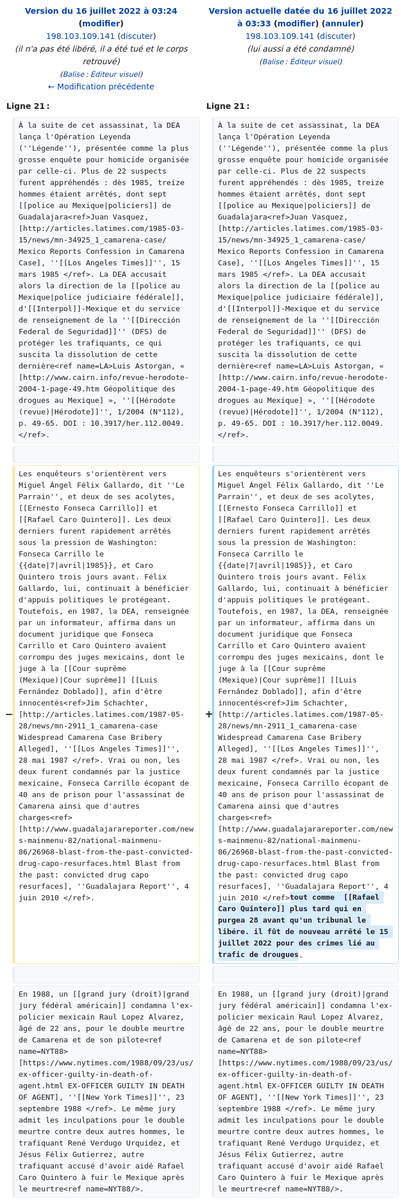 Version du 16 juillet 2022 à 03:24
(modifier)
198.103.109.141 (discuter)
(il n'a pas été libéré, il a été tué et le corps
retrouvé)
(Balise : Éditeur visuel)
← Modification précédente
Version actuelle datée du 16 juillet 2022
à 03:33 (modifier) (annuler)
198.103.109.141 (discuter)
(lui aussi a été condamné)
(Balise : Éditeur visuel)
Ligne 21 :
À la suite de cet assassinat, la DEA
lança l'Opération Leyenda
(''Légende''), présentée comme la plus
grosse enquête pour homicide organisée
par celle-ci. Plus de 22 suspects
furent appréhendés : dès 1985, treize
hommes étaient arrêtés, dont sept
[[police au Mexique|policiers]] de
Guadalajara<ref>Juan Vasquez,
[http://articles.latimes.com/1985-03-
15/news/mn-34925_1_camarena-case/
Mexico Reports Confession in Camarena
Case], ''[[Los Angeles Times]]'', 15
mars 1985 </ref>. La DEA accusait
alors la direction de la [[police au
Mexique|police judiciaire fédérale]],
d'[[Interpol]]-Mexique et du service
de renseignement de la ''[[Dirección
Federal de Seguridad]]'' (DFS) de
protéger les trafiquants, ce qui
suscita la dissolution de cette
dernière<ref name=LA>Luis Astorgan, «
[http://www.cairn.info/revue-herodote-
2004-1-page-49.htm Géopolitique des
drogues au Mexique] », ''[[Hérodote
(revue)|Hérodote]]'', 1/2004 (N°112),
p. 49-65. DOI : 10.3917/her.112.0049.
</ref>.
Ligne 21 :
À la suite de cet assassinat, la DEA
lança l'Opération Leyenda
(''Légende''), présentée comme la plus
grosse enquête pour homicide organisée
par celle-ci. Plus de 22 suspects
furent appréhendés : dès 1985, treize
hommes étaient arrêtés, dont sept
[[police au Mexique|policiers]] de
Guadalajara<ref>Juan Vasquez,
[http://articles.latimes.com/1985-03-
15/news/mn-34925_1_camarena-case/
Mexico Reports Confession in Camarena
Case], ''[[Los Angeles Times]]'', 15
mars 1985 </ref>. La DEA accusait
alors la direction de la [[police au
Mexique|police judiciaire fédérale]],
d'[[Interpol]]-Mexique et du service
de renseignement de la ''[[Dirección
Federal de Seguridad]]'' (DFS) de
protéger les trafiquants, ce qui
suscita la dissolution de cette
dernière<ref name=LA>Luis Astorgan, «
[http://www.cairn.info/revue-herodote-
2004-1-page-49.htm Géopolitique des
drogues au Mexique] », ''[[Hérodote
(revue)|Hérodote]]'', 1/2004 (N°112),
p. 49-65. DOI : 10.3917/her.112.0049.
</ref>.
−
Les enquêteurs s'orientèrent vers
Miguel Ángel Félix Gallardo, dit ''Le
Parrain'', et deux de ses acolytes,
[[Ernesto Fonseca Carrillo]] et
[[Rafael Caro Quintero]]. Les deux
derniers furent rapidement arrêtés
sous la pression de Washington:
Fonseca Carrillo le
{{date|7|avril|1985}}, et Caro
Quintero trois jours avant. Félix
Gallardo, lui, continuait à bénéficier
d'appuis politiques le protégeant.
Toutefois, en 1987, la DEA, renseignée
par un informateur, affirma dans un
document juridique que Fonseca
Carrillo et Caro Quintero avaient
corrompu des juges mexicains, dont le
juge à la [[Cour suprême
(Mexique)|Cour suprême]] [[Luis
Fernández Doblado]], afin d'être
innocentés<ref>Jim Schachter,
[http://articles.latimes.com/1987-05-
28/news/mn-2911_1_camarena-case
Widespread Camarena Case Bribery
Alleged], ''[[Los Angeles Times]]'',
28 mai 1987 </ref>. Vrai ou non, les
deux furent condamnés par la justice
mexicaine, Fonseca Carrillo écopant de
40 ans de prison pour l'assassinat de
Camarena ainsi que d'autres
charges<ref>
[http://www.guadalajarareporter.com/new
s-mainmenu-82/national-mainmenu-
86/26968-blast-from-the-past-convicted-
drug-capo-resurfaces.html Blast from
the past: convicted drug capo
resurfaces], ''Guadalajara Report'', 4
juin 2010 </ref>.
+
Les enquêteurs s'orientèrent vers
Miguel Ángel Félix Gallardo, dit ''Le
Parrain'', et deux de ses acolytes,
[[Ernesto Fonseca Carrillo]] et
[[Rafael Caro Quintero]]. Les deux
derniers furent rapidement arrêtés
sous la pression de Washington:
Fonseca Carrillo le
{{date|7|avril|1985}}, et Caro
Quintero trois jours avant. Félix
Gallardo, lui, continuait à bénéficier
d'appuis politiques le protégeant.
Toutefois, en 1987, la DEA, renseignée
par un informateur, affirma dans un
document juridique que Fonseca
Carrillo et Caro Quintero avaient
corrompu des juges mexicains, dont le
juge à la [[Cour suprême
(Mexique)|Cour suprême]] [[Luis
Fernández Doblado]], afin d'être
innocentés<ref>Jim Schachter,
[http://articles.latimes.com/1987-05-
28/news/mn-2911_1_camarena-case
Widespread Camarena Case Bribery
Alleged], ''[[Los Angeles Times]]'',
28 mai 1987 </ref>. Vrai ou non, les
deux furent condamnés par la justice
mexicaine, Fonseca Carrillo écopant de
40 ans de prison pour l'assassinat de
Camarena ainsi que d'autres
charges<ref>
[http://www.guadalajarareporter.com/new
s-mainmenu-82/national-mainmenu-
86/26968-blast-from-the-past-convicted-
drug-capo-resurfaces.html Blast from
the past: convicted drug capo
resurfaces], ''Guadalajara Report'', 4
juin 2010 </ref>tout comme  [[Rafael
Caro Quintero]] plus tard qui en
purgea 28 avant qu'un tribunal le
libére. il fût de nouveau arrêté le 15
juillet 2022 pour des crimes lié au
trafic de drogues.
En 1988, un [[grand jury (droit)|grand
jury fédéral américain]] condamna l'ex-
policier mexicain Raul Lopez Alvarez,
âgé de 22 ans, pour le double meurtre
de Camarena et de son pilote<ref
name=NYT88>
[https://www.nytimes.com/1988/09/23/us/
ex-officer-guilty-in-death-of-
agent.html EX-OFFICER GUILTY IN DEATH
OF AGENT], ''[[New York Times]]'', 23
septembre 1988 </ref>. Le même jury
admit les inculpations pour le double
meurtre contre deux autres hommes, le
trafiquant René Verdugo Urquidez, et
Jésus Félix Gutierrez, autre
trafiquant accusé d'avoir aidé Rafael
Caro Quintero à fuir le Mexique après
le meurtre<ref name=NYT88/>.
En 1988, un [[grand jury (droit)|grand
jury fédéral américain]] condamna l'ex-
policier mexicain Raul Lopez Alvarez,
âgé de 22 ans, pour le double meurtre
de Camarena et de son pilote<ref
name=NYT88>
[https://www.nytimes.com/1988/09/23/us/
ex-officer-guilty-in-death-of-
agent.html EX-OFFICER GUILTY IN DEATH
OF AGENT], ''[[New York Times]]'', 23
septembre 1988 </ref>. Le même jury
admit les inculpations pour le double
meurtre contre deux autres hommes, le
trafiquant René Verdugo Urquidez, et
Jésus Félix Gutierrez, autre
trafiquant accusé d'avoir aidé Rafael
Caro Quintero à fuir le Mexique après
le meurtre<ref name=NYT88/>.